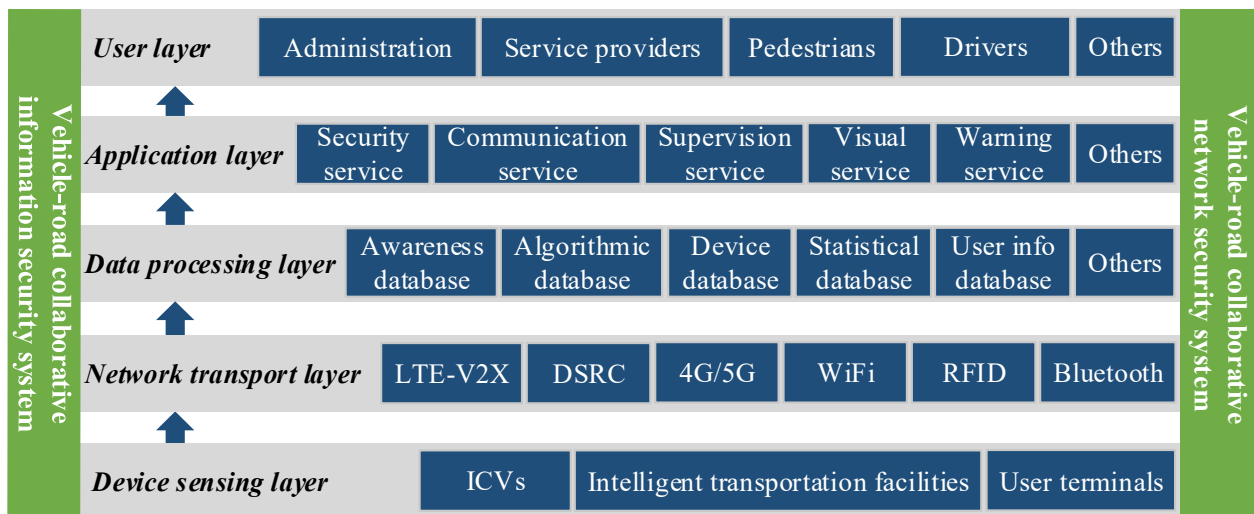 Vehicle-road collaborative
information security system
User layer
Administration
Service providers
Pedestrians
Drivers
Others
Application layer
Security
service
Communication
service
Supervision
service
Visual
service
Warning
service
Others
Data processing layer
Awareness
database
Algorithmic
database
Device
database
Statistical
database
User info
database
Others
Network transport layer
LTE-V2X
DSRC
4G/5G
WiFi
RFID
Bluetooth
Device sensing layer
ICVs
Intelligent transportation facilities
User terminals
Vehicle-road collaborative
network security system